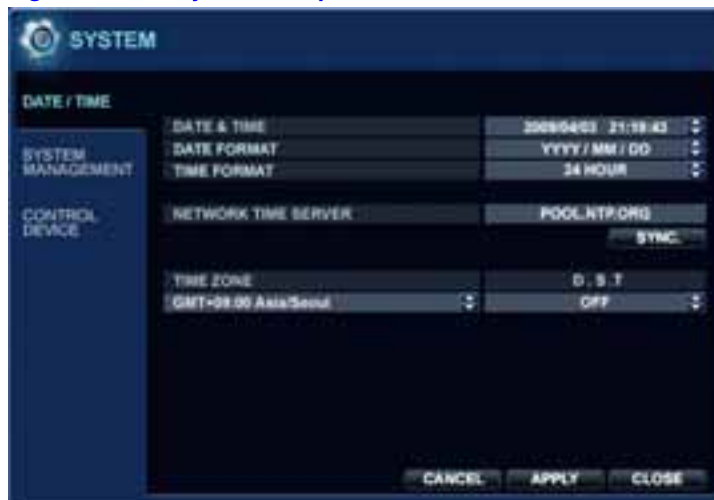 SYSTEM
DATE / TIME
SYSTEM
MANAGEMENT
CONTROL
DEVICE
DATE & TIME 2009/04/03 21:19:43
DATE FORMAT YYYY / MM / DD
TIME FORMAT 24 HOUR
NETWORK TIME SERVER POOL.NTP.ORG
SYNC.
TIME ZONE D.S.T
GMT+09:00 Asia/Seoul OFF
CANCEL APPLY CLOSE